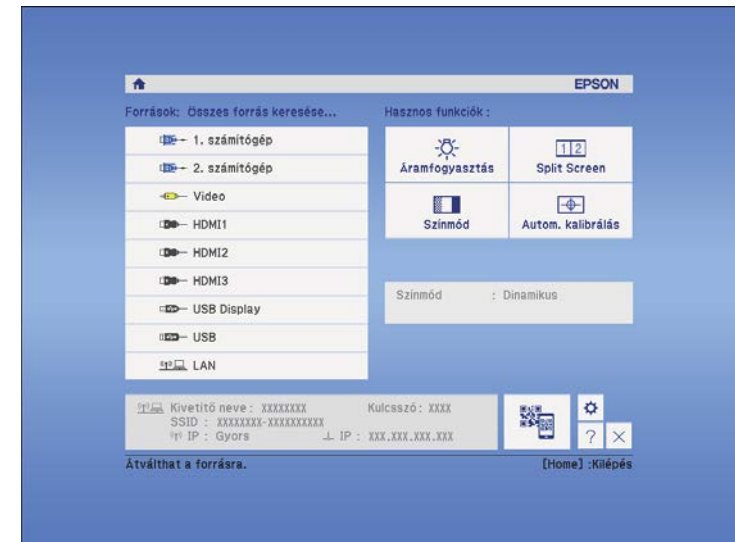 EPSON
Források: Összes forrás keresése...
Hasznos funkciók :
1. számítógép
2. számítógép
Video
HDMI1
HDMI2
HDMI3
USB Display
USB
LAN
Áramfogyasztás
1 2
Split Screen
Színmód
Autom. kalibrálás
Színmód : Dinamikus
Kivetítő neve : XXXXXXXX Kulcsszó : XXXX
SSID : XXXXXXXX-XXXXXXXXXX
IP : Gyors IP : XXX.XXX.XXX.XXX
?
Átválthat a forrásra.
[Home] :Kilépés